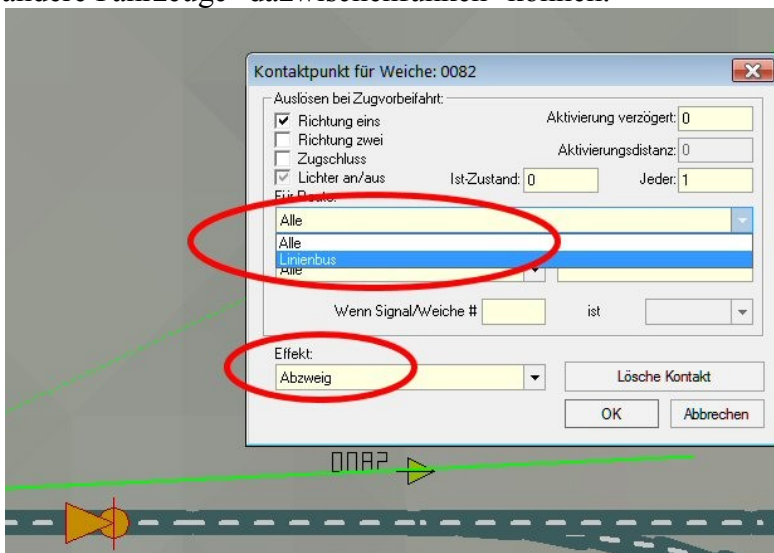 andere Fahrzeuge "dazwischenfunken" können.
Kontaktpunkt für Weiche: 0082
Auslösen bei Zugvorbeifahrt:
Richtung eins
Aktivierung verzögert: 0
Richtung zwei
Aktivierungsdistanz: 0
Zugschluss
Lichter an/aus
Ist-Zustand: 0
Jeder: 1
Für Route:
Alle
Alle
Linienbus
Alle
Wenn Signal/Weiche #
ist
Effekt:
Abzweig
Lösche Kontakt
OK
Abbrechen
0082